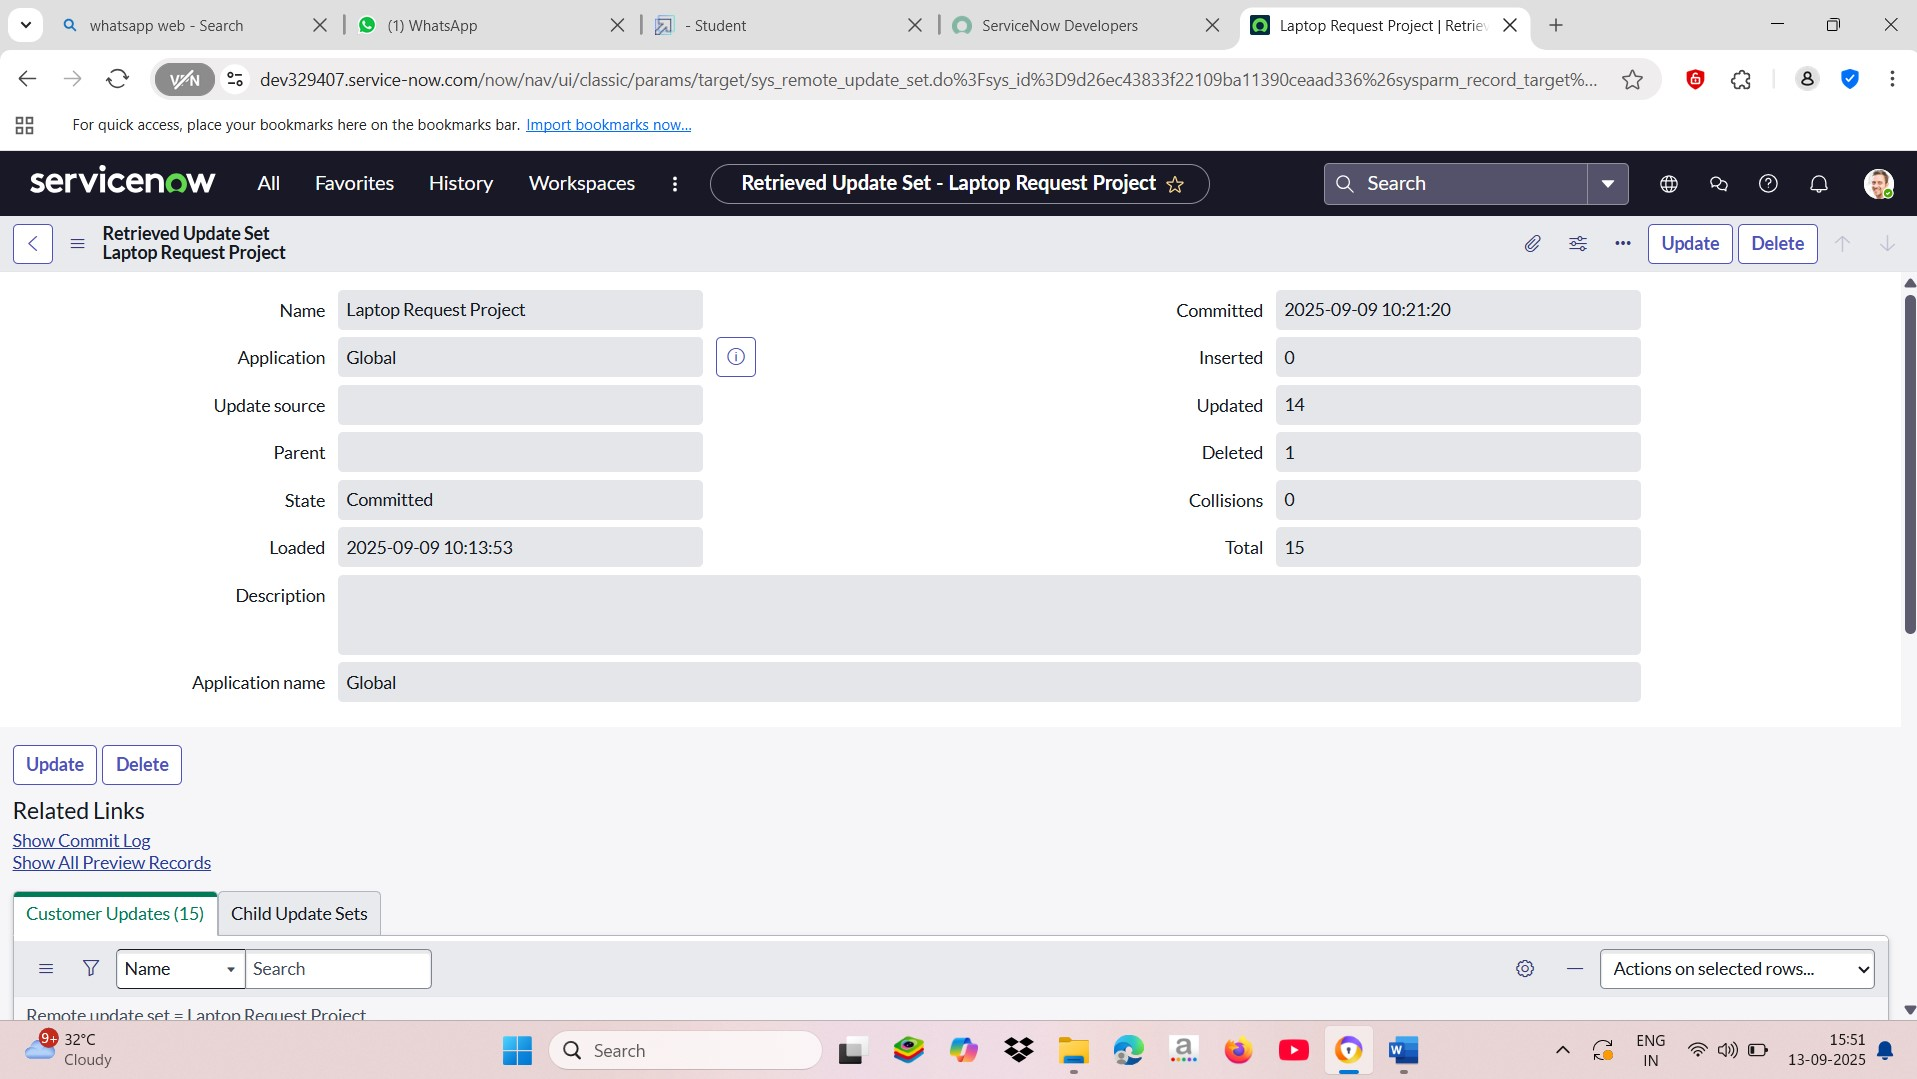 whatsapp web - Search
(1) WhatsApp
- Student
ServiceNow Developers
Laptop Request Project | Retriev
VPN
dev329407.service-now.com/now/nav/ui/classic/params/target/sys_remote_update_set.do%3Fsys_id%3D9d26ec43833f22109ba11390ceaad336%26sysparm_record_target%...
For quick access, place your bookmarks here on the bookmarks bar. Import bookmarks now...
servicenow
All
Favorites
History
Workspaces
Retrieved Update Set - Laptop Request Project
Search
Retrieved Update Set
Laptop Request Project
Update
Delete
Name
Laptop Request Project
Committed
2025-09-09 10:21:20
Application
Global
Inserted
0
Update source
Updated
14
Parent
Deleted
1
State
Committed
Collisions
0
Loaded
2025-09-09 10:13:53
Total
15
Description
Application name
Global
Update
Delete
Related Links
Show Commit Log
Show All Preview Records
Customer Updates (15)
Child Update Sets
Name
Search
Actions on selected rows...
Remote update set = Laptop Request Project
9+
32°C
Cloudy
Search
ENG
IN
15:51
13-09-2025